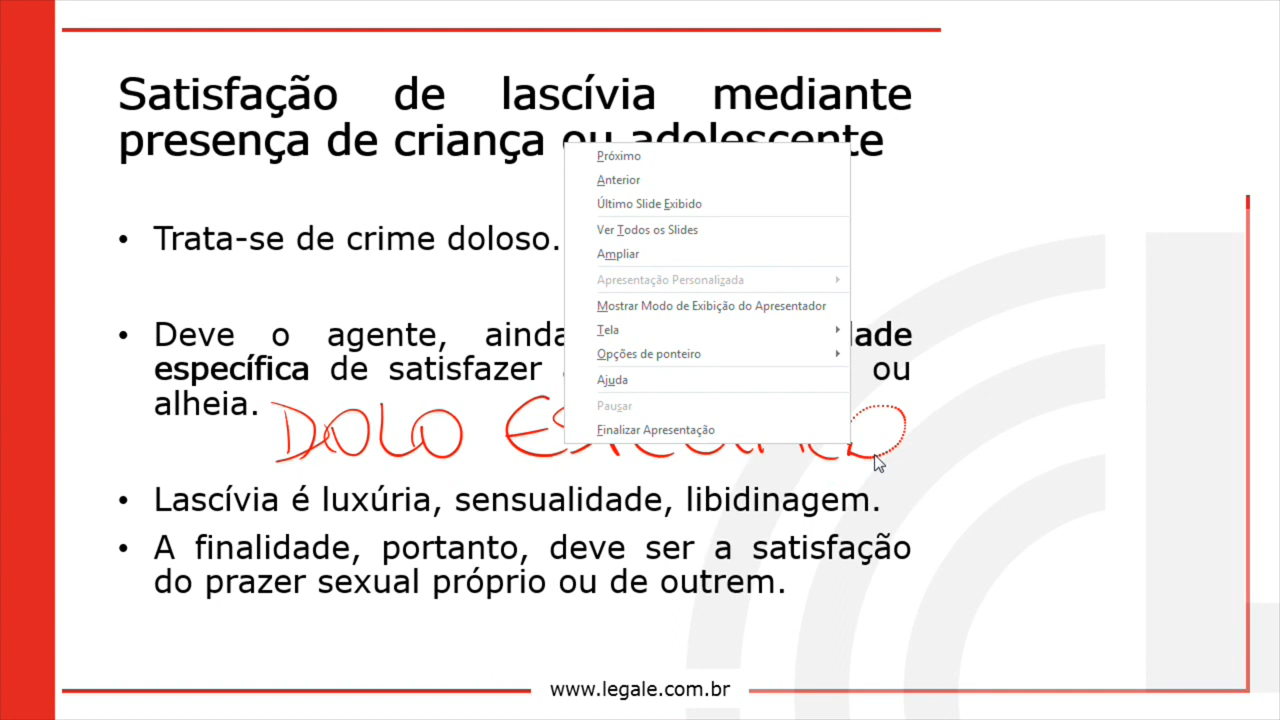 Satisfação de lascívia mediante
presença de criança ou adolescente
• Trata-se de crime doloso.
• Deve o agente, ainda
específica de satisfazer ou
alheia.
DOLO
• Lascívia é luxúria, sensualidade, libidinagem.
• A finalidade, portanto, deve ser a satisfação
do prazer sexual próprio ou de outrem.
Próximo
Anterior
Último Slide Exibido
Ver Todos os Slides
Ampliar
Apresentação Personalizada
Mostrar Modo de Exibição do Apresentador
Tela
Opções de ponteiro
Ajuda
Pausar
Finalizar Apresentação
www.legale.com.br